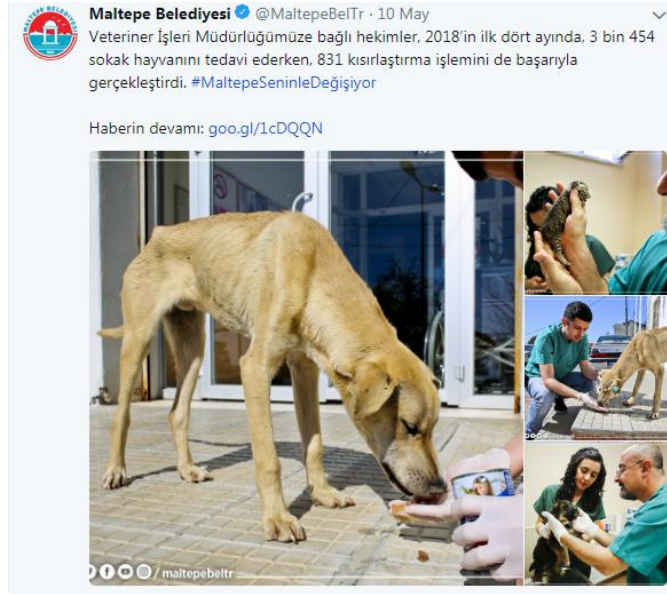 Maltepe Belediyesi @MaltepeBelTr · 10 May
Veteriner İşleri Müdürlüğümüze bağlı hekimler, 2018'in ilk dört ayında, 3 bin 454
sokak hayvanını tedavi ederken, 831 kısırlaştırma işlemini de başarıyla
gerçekleştirdi. #MaltepeSeninleDeğişiyor
Haberin devamı: goo.gl/1cDQQN
/ maltepebeltr